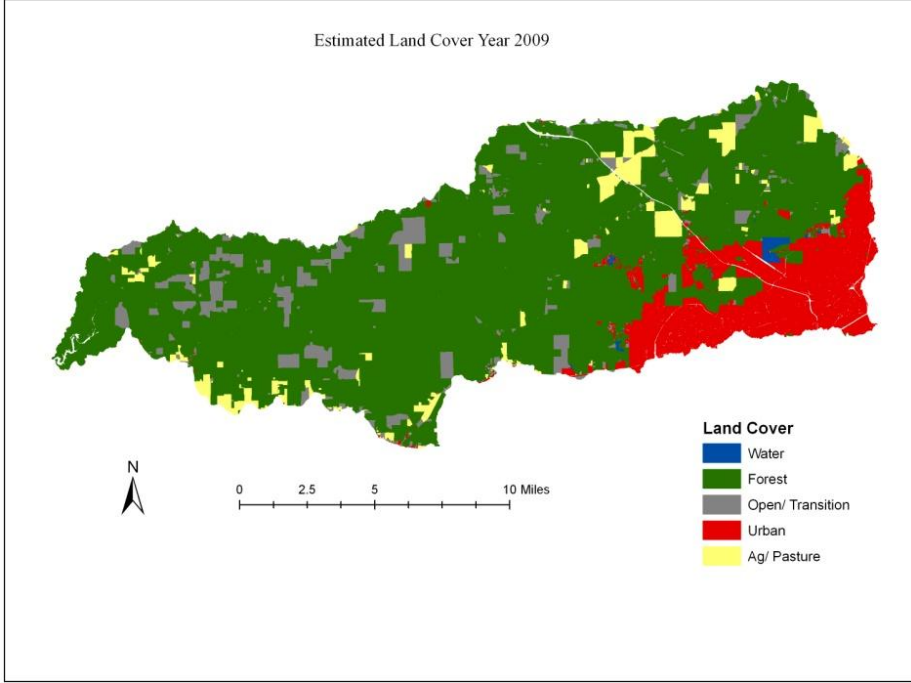 Estimated Land Cover Year 2009
Land Cover
Water
Forest
Open/ Transition
Urban
Ag/ Pasture
N
0 2.5 5 10 Miles